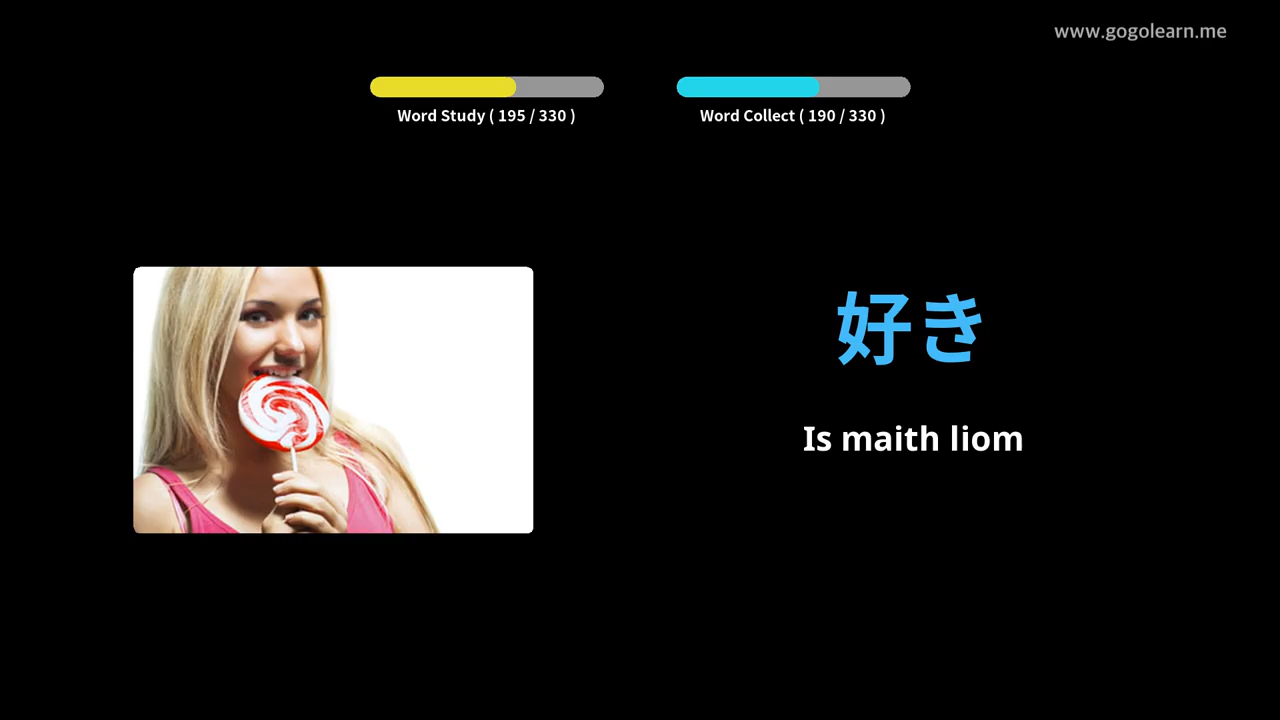 www.gogolearn.me
Word Study ( 195 / 330 )
Word Collect ( 190 / 330 )
好き
Is maith liom